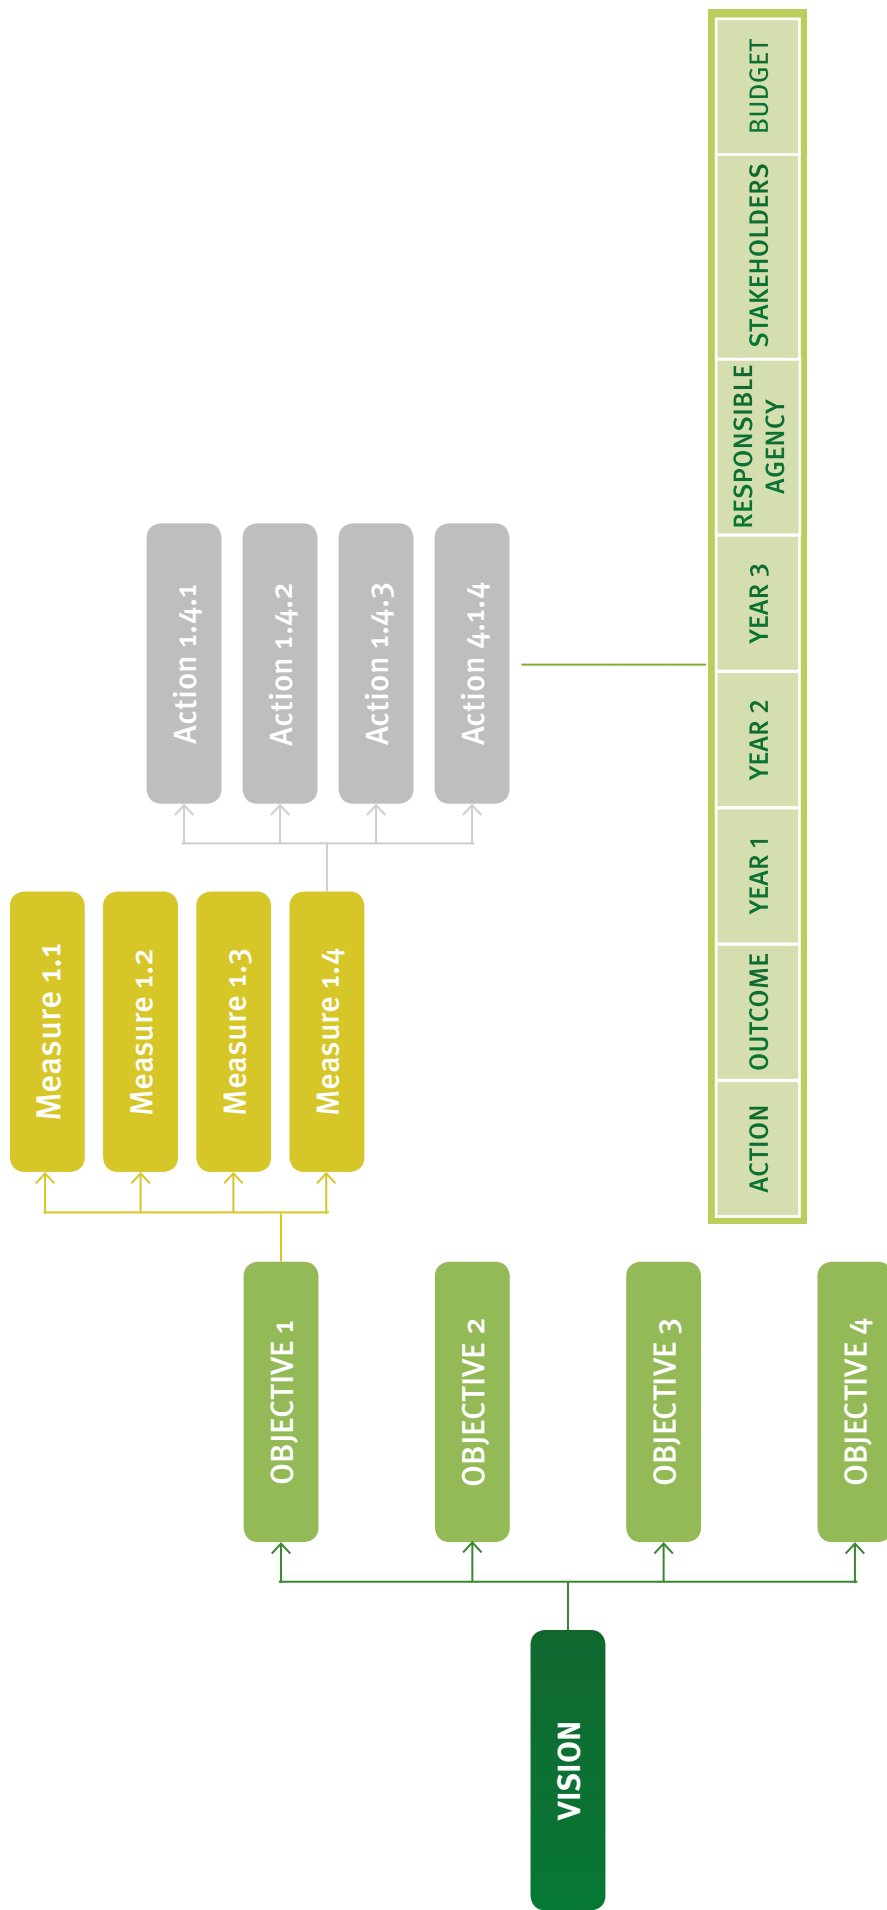 VISION
OBJECTIVE 1
OBJECTIVE 2
OBJECTIVE 3
OBJECTIVE 4
Measure 1.1
Measure 1.2
Measure 1.3
Measure 1.4
Action 1.4.1
Action 1.4.2
Action 1.4.3
Action 4.1.4
ACTION
OUTCOME
YEAR 1
YEAR 2
YEAR 3
RESPONSIBLE
AGENCY
STAKEHOLDERS
BUDGET